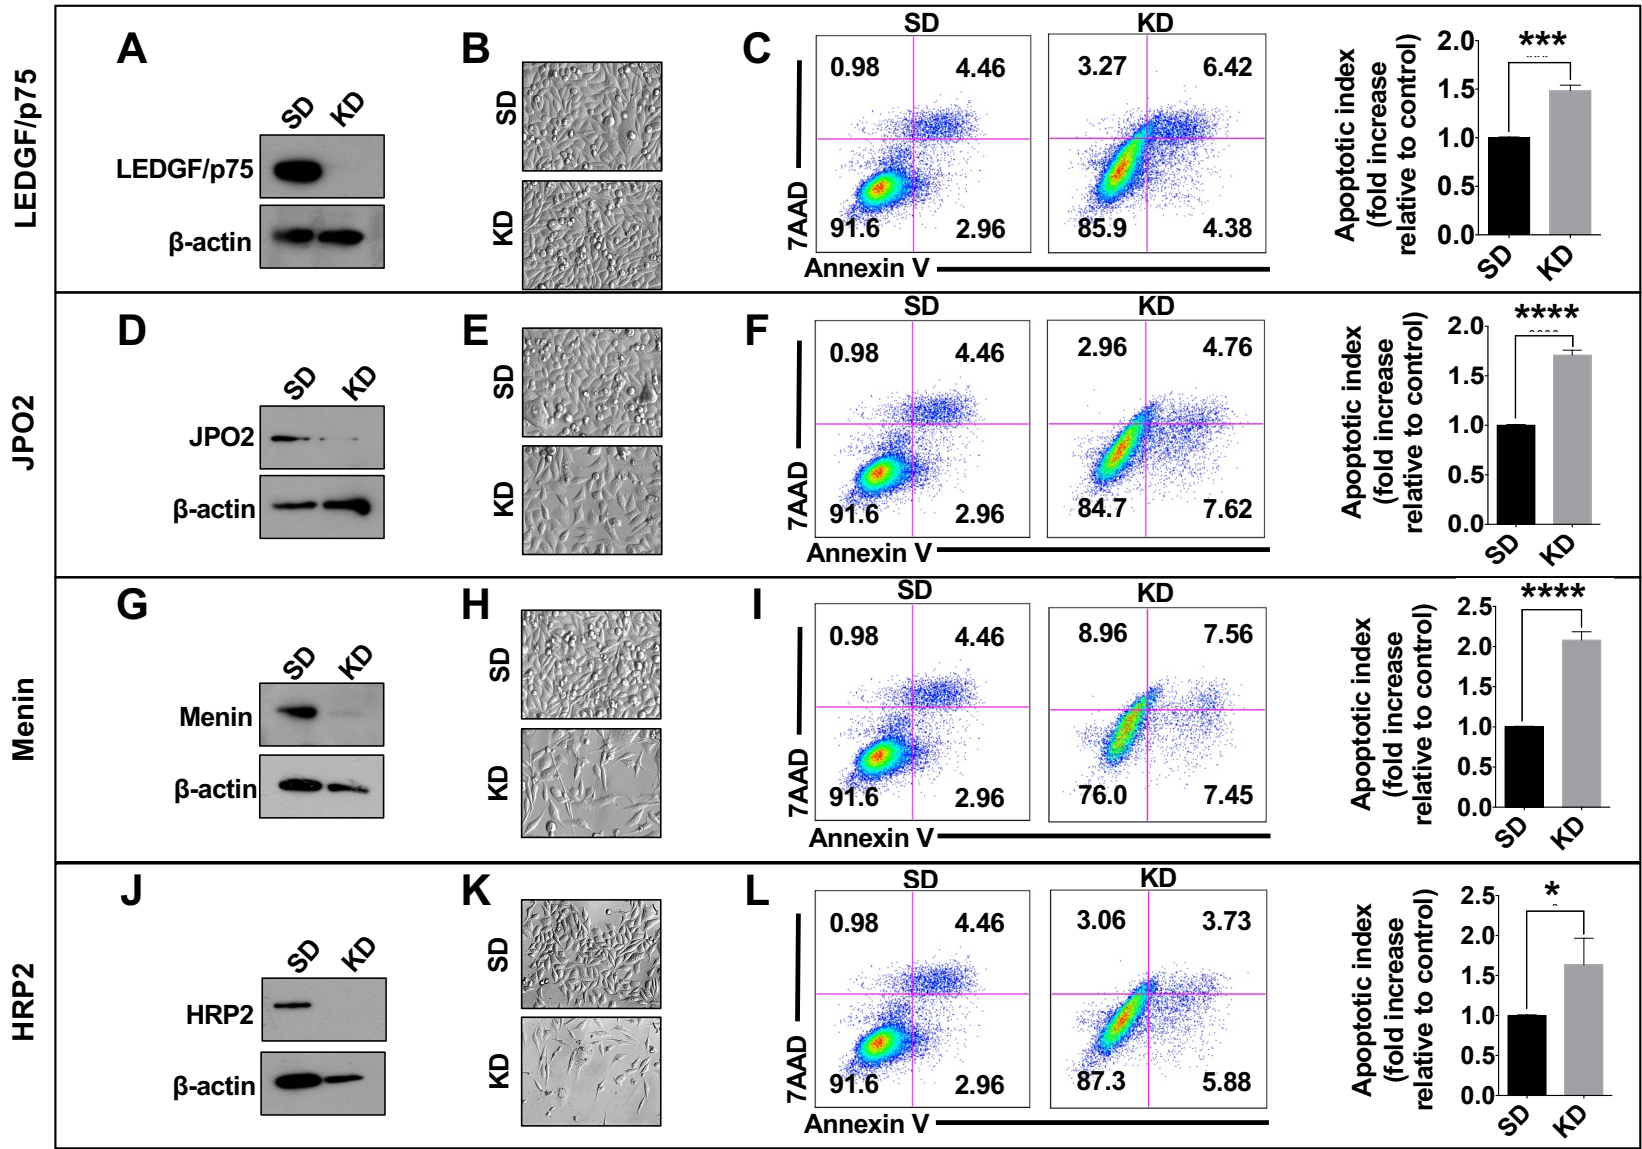 LEDGF/p75
A
SD KD
LEDGF/p75
β-actin
B
SD
KD
C
SD KD
0.98 4.46
91.6 2.96
3.27 6.42
85.9 4.38
7AAD
Annexin V
Apoptotic index
(fold increase
relative to control)
2.0
1.5
1.0
0.5
0.0
***
SD KD
JPO2
D
SD KD
JPO2
β-actin
E
SD
KD
F
SD KD
0.98 4.46
91.6 2.96
2.96 4.76
84.7 7.62
7AAD
Annexin V
Apoptotic index
(fold increase
relative to control)
2.0
1.5
1.0
0.5
0.0
****
SD KD
Menin
G
SD KD
Menin
β-actin
H
SD
KD
I
SD KD
0.98 4.46
91.6 2.96
8.96 7.56
76.0 7.45
7AAD
Annexin V
Apoptotic index
(fold increase
relative to control)
2.5
2.0
1.5
1.0
0.5
0.0
****
SD KD
HRP2
J
SD KD
HRP2
β-actin
K
SD
KD
L
SD KD
0.98 4.46
91.6 2.96
3.06 3.73
87.3 5.88
7AAD
Annexin V
Apoptotic index
(fold increase
relative to control)
2.5
2.0
1.5
1.0
0.5
0.0
*
SD KD